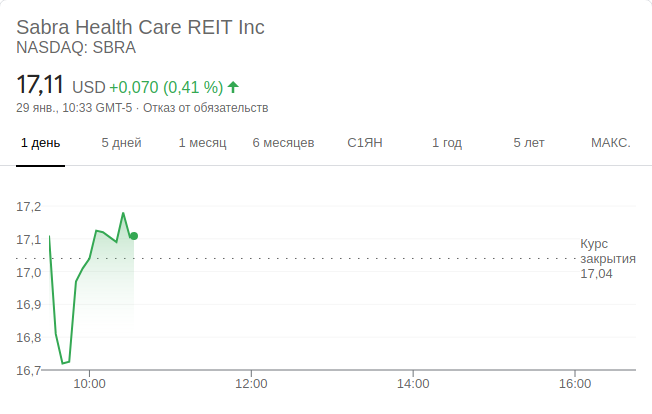 Sabra Health Care REIT Inc
NASDAQ: SBRA
17,11 USD +0,070 (0,41 %)
29 янв., 10:33 GMT-5 · Отказ от обязательств
1 день 5 дней 1 месяц 6 месяцев С1ЯН 1 год 5 лет МАКС.
17,2
17,1
17,0
16,9
16,8
16,7
Курс
закрытия
17,04
10:00 12:00 14:00 16:00